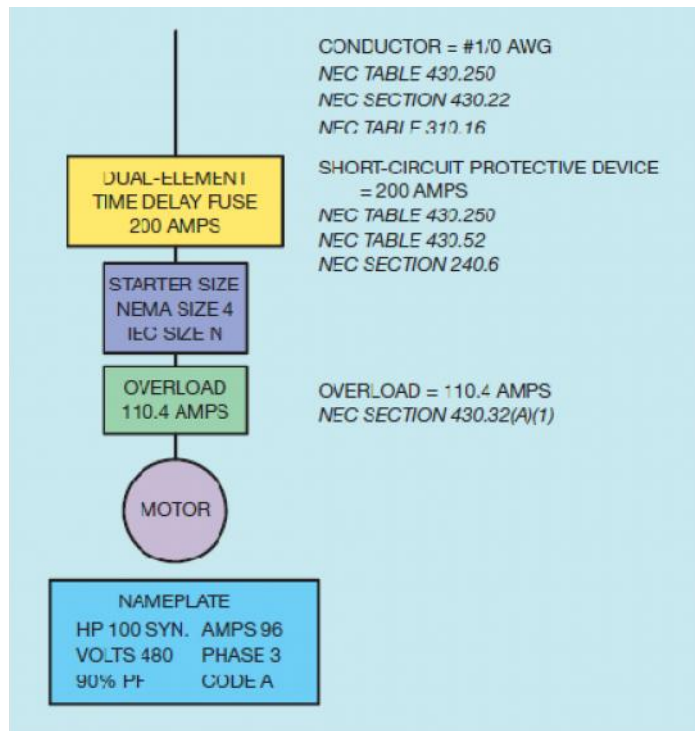 CONDUCTOR = #1/0 AWG
NEC TABLE 430.250
NEC SECTION 430.22
NEC TABLE 310.16
DUAL-ELEMENT
TIME DELAY FUSE
200 AMPS
SHORT-CIRCUIT PROTECTIVE DEVICE
= 200 AMPS
NEC TABLE 430.250
NEC TABLE 430.52
NEC SECTION 240.6
STARTER SIZE
NEMA SIZE 4
IEC SIZE N
OVERLOAD
110.4 AMPS
OVERLOAD = 110.4 AMPS
NEC SECTION 430.32(A)(1)
MOTOR
NAMEPLATE
HP 100 SYN. AMPS 96
VOLTS 480 PHASE 3
90% PF CODE A